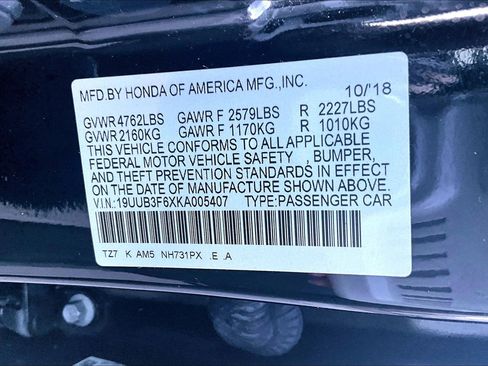 MFD.BY HONDA OF AMERICA MFG.,INC. 10/'18
GVWR 4762LBS GAWR F 2579LBS R 2227LBS
GVWR 2160KG GAWR F 1170KG R 1010KG
THIS VEHICLE CONFORMS TO ALL APPLICABLE
FEDERAL MOTOR VEHICLE SAFETY , BUMPER,
AND THEFT PREVENTION STANDARDS IN EFFECT
ON THE DATE OF MANUFACTURE SHOWN ABOVE.
V.I.N.:19UUB3F6XKA005407 TYPE:PASSENGER CAR
TZ7 K AM5 NH731PX .E .A